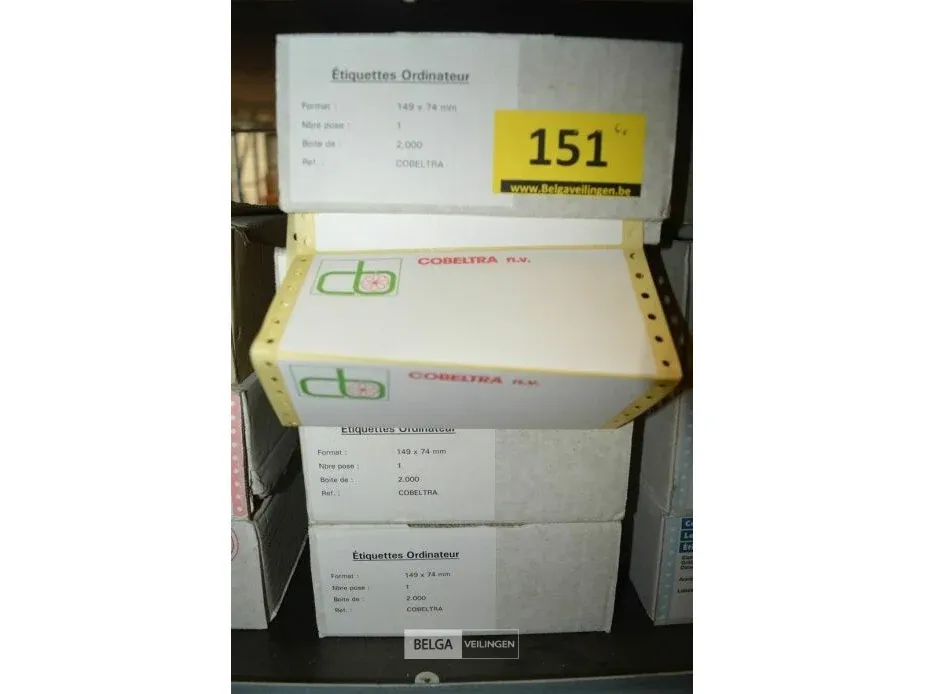 Étiquettes Ordinateur
Format : 149 x 74 mm
Nbre pose : 1
Boite de : 2,000
Ref. : COBELTRA
151
www.Belgaveilingen.be
cb COBELTRA n.v.
cb COBELTRA n.v.
Étiquettes Ordinateur
Format : 149 x 74 mm
Nbre pose : 1
Boite de : 2.000
Ref. : COBELTRA
Étiquettes Ordinateur
Format : 149 x 74 mm
Nbre pose : 1
Boite de : 2.000
Ref. : COBELTRA
BELGA VEILINGEN